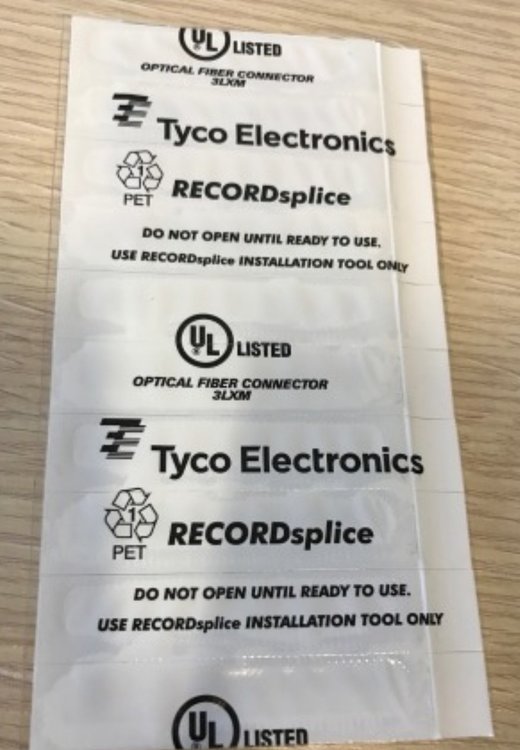 UL LISTED
OPTICAL FIBER CONNECTOR
3LXM
TE Tyco Electronics
1 RECORDsplice
PET
DO NOT OPEN UNTIL READY TO USE.
USE RECORDsplice INSTALLATION TOOL ONLY
UL LISTED
OPTICAL FIBER CONNECTOR
3LXM
TE Tyco Electronics
1 RECORDsplice
PET
DO NOT OPEN UNTIL READY TO USE.
USE RECORDsplice INSTALLATION TOOL ONLY
UL LISTED